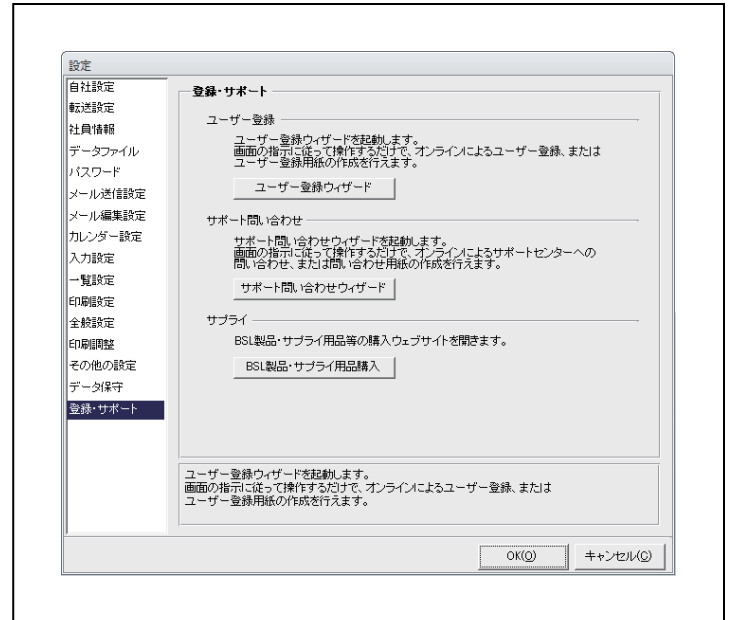 設定
自社設定
転送設定
社員情報
データファイル
パスワード
メール送信設定
メール編集設定
カレンダー設定
入力設定
一覧設定
印刷設定
全般設定
印刷調整
その他の設定
データ保守
登録・サポート
登録・サポート
ユーザー登録
ユーザー登録ウィザードを起動します。
画面の指示に従って操作するだけで、オンラインによるユーザー登録、または
ユーザー登録用紙の作成を行えます。
ユーザー登録ウィザード
サポート問い合わせ
サポート問い合わせウィザードを起動します。
画面の指示に従って操作するだけで、オンラインによるサポートセンターへの
問い合わせ、または問い合わせ用紙の作成を行えます。
サポート問い合わせウィザード
サプライ
BSL製品・サプライ用品等の購入ウェブサイトを開きます。
BSL製品・サプライ用品購入
ユーザー登録ウィザードを起動します。
画面の指示に従って操作するだけで、オンラインによるユーザー登録、または
ユーザー登録用紙の作成を行えます。
OK(O)
キャンセル(C)